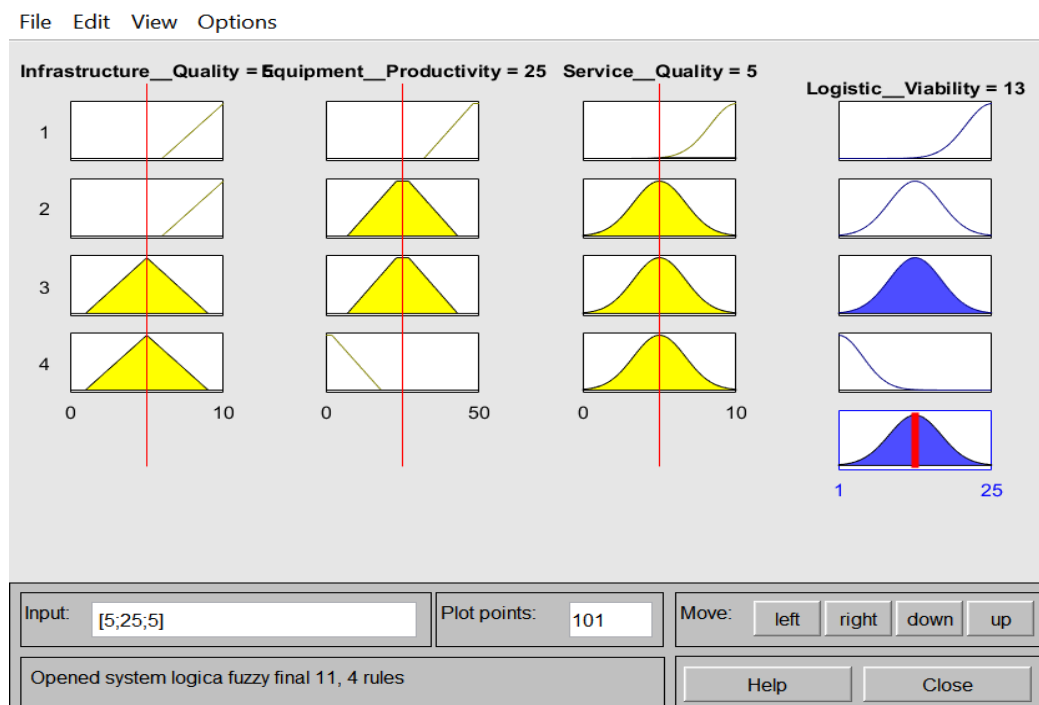 File Edit View Options
Infrastructure__Quality = 5 Equipment__Productivity = 25 Service__Quality = 5
Logistic__Viability = 13
1
2
3
4
0 10 0 50 0 10
1 25
Input: [5;25;5] Plot points: 101 Move: left right down up
Opened system logica fuzzy final 11, 4 rules Help Close